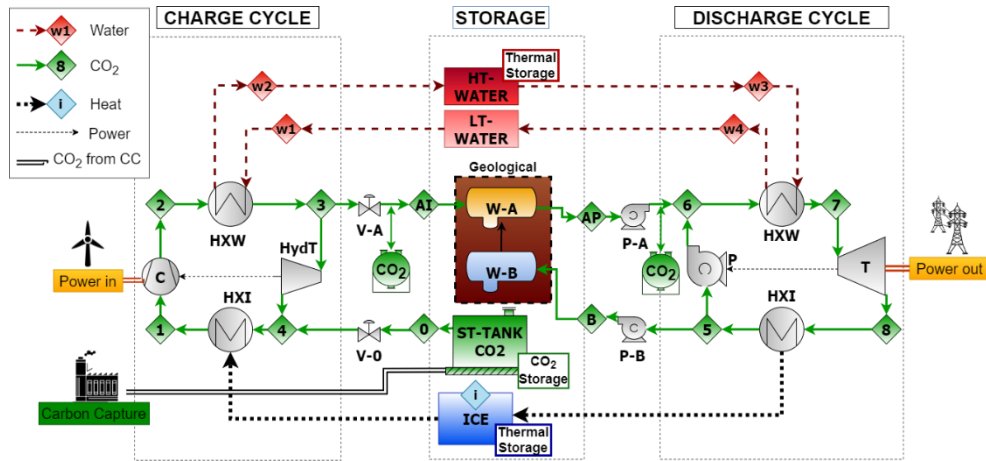 CHARGE CYCLE
STORAGE
DISCHARGE CYCLE
w1 Water
8 CO2
i Heat
Power
CO2 from CC
w2
HT-
WATER
Thermal
Storage
w3
w1
LT-
WATER
w4
Geological
2
HXW
3
V-A
AI
W-A
AP
P-A
6
HXW
7
HydT
CO2
W-B
CO2
P
T
Power in
C
Power out
HXI
HXI
1
4
V-0
0
ST-TANK
CO2
B
P-B
5
8
CO2
Storage
Carbon Capture
i
ICE
Thermal
Storage